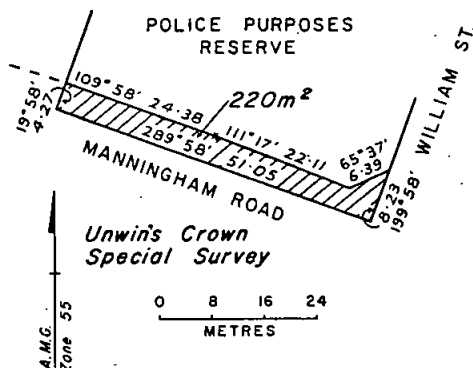 POLICE PURPOSES
RESERVE
WILLIAM ST.
109° 58' 24·38
220m²
111° 17' 22·11
65° 37'
6·39
19° 58'
4·27
289° 58'
51·05
8·23
199° 58'
MANNINGHAM ROAD
Unwin's Crown
Special Survey
A.M.G.
Zone 55
0 8 16 24
METRES